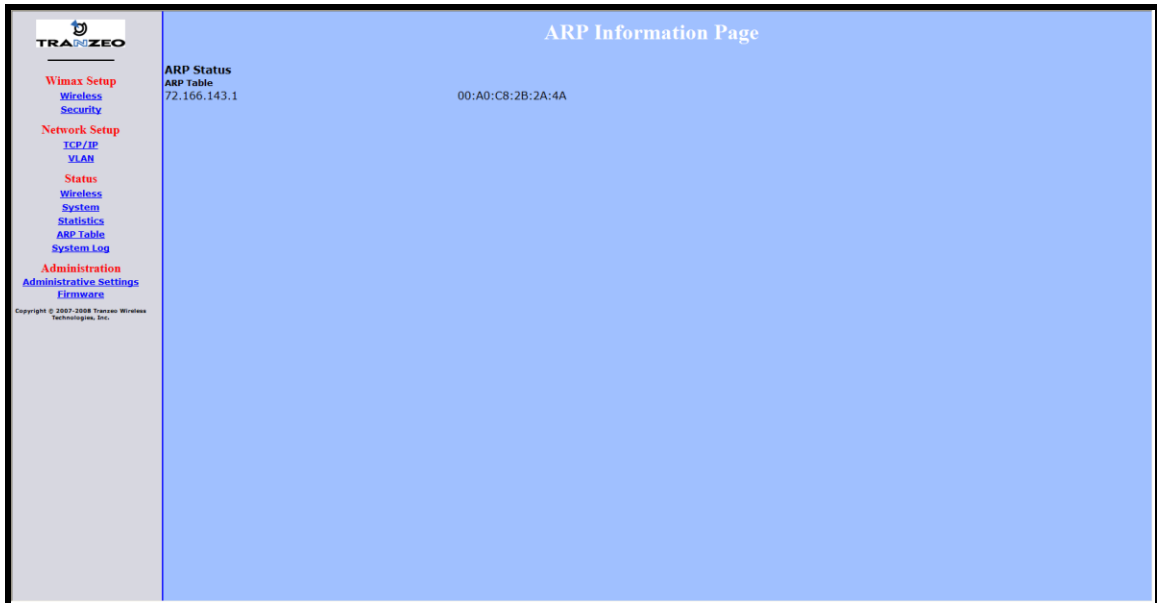 TRANZEO
Wimax Setup
Wireless
Security
Network Setup
TCP/IP
VLAN
Status
Wireless
System
Statistics
ARP Table
System Log
Administration
Administrative Settings
Firmware
Copyright © 2007-2008 Tranzeo Wireless
Technologies, Inc.
ARP Information Page
ARP Status
ARP Table
72.166.143.1 00:A0:C8:2B:2A:4A